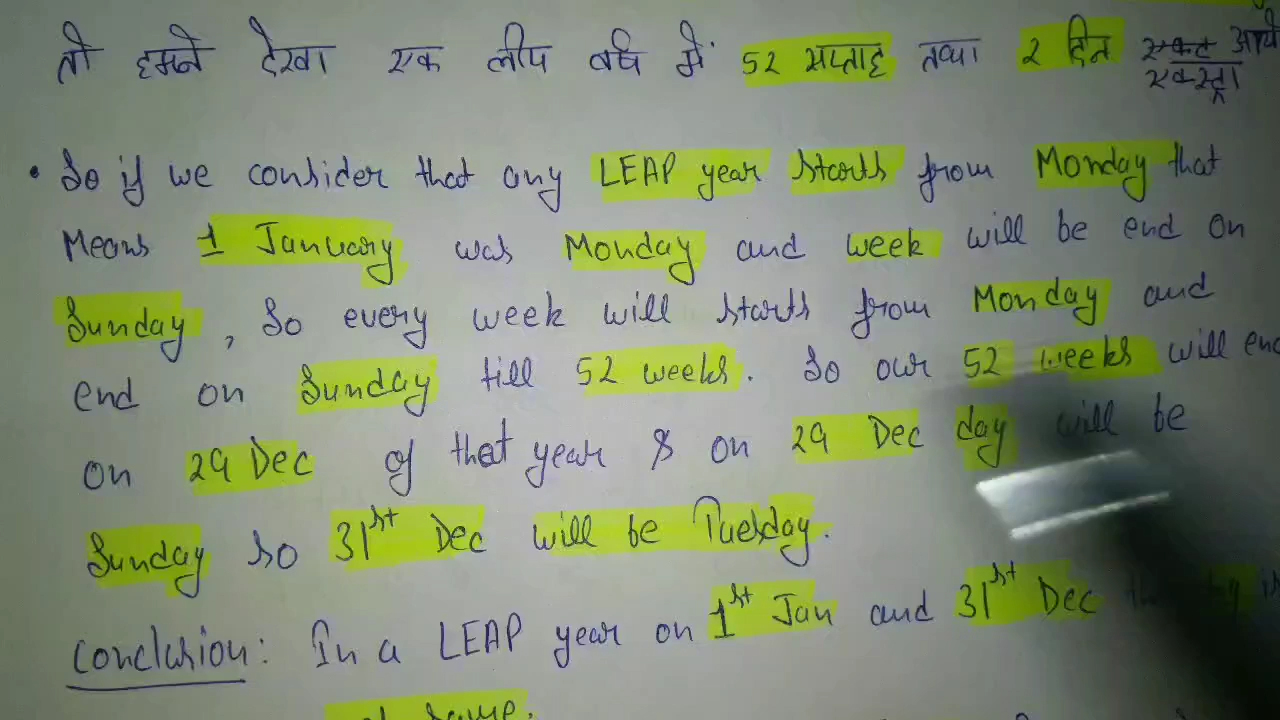 तो हमने देखा एक लीप वर्ष में 52 सप्ताह तथा 2 दिन आये
एक्स्ट्रा
• So if we consider that any LEAP year starts from Monday that
Means 1 January was Monday and week will be end on
Sunday, So every week will starts from Monday and
end on Sunday till 52 weeks. So our 52 weeks will end
on 29 Dec of that year & on 29 Dec day will be
Sunday so 31st Dec will be Tuesday.
Conclusion: In a LEAP year on 1st Jan and 31st Dec
same.